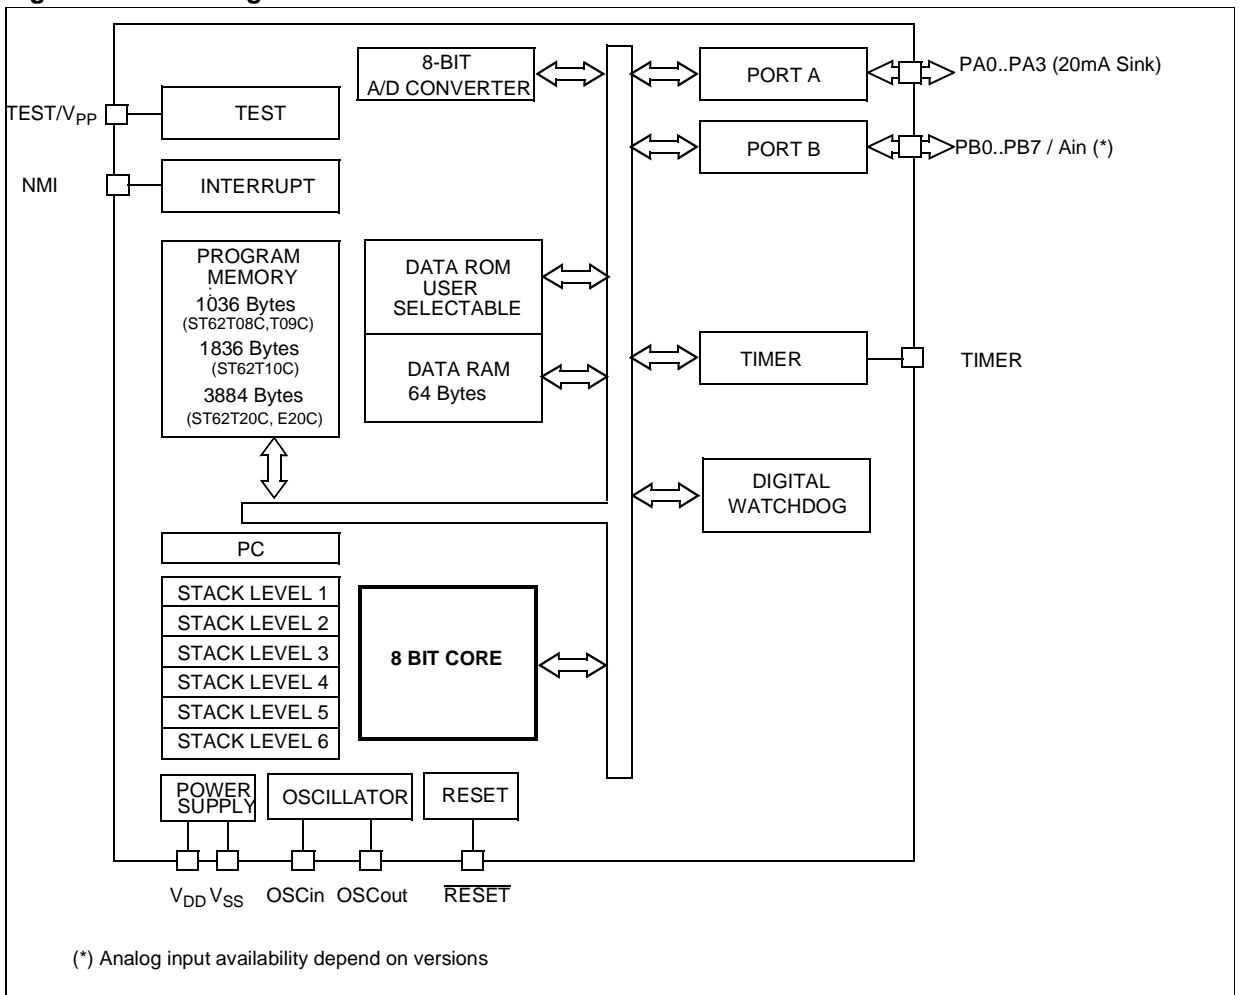 8-BIT
A/D CONVERTER
PORT A
PA0..PA3 (20mA Sink)
TEST/VPP
TEST
PORT B
PB0..PB7 / Ain (*)
NMI
INTERRUPT
PROGRAM
MEMORY
:
1036 Bytes
(ST62T08C,T09C)
1836 Bytes
(ST62T10C)
3884 Bytes
(ST62T20C, E20C)
DATA ROM
USER
SELECTABLE
DATA RAM
64 Bytes
TIMER
TIMER
DIGITAL
WATCHDOG
PC
STACK LEVEL 1
STACK LEVEL 2
STACK LEVEL 3
STACK LEVEL 4
STACK LEVEL 5
STACK LEVEL 6
8 BIT CORE
POWER
SUPPLY
OSCILLATOR
RESET
VDD VSS OSCin OSCout RESET
(*) Analog input availability depend on versions